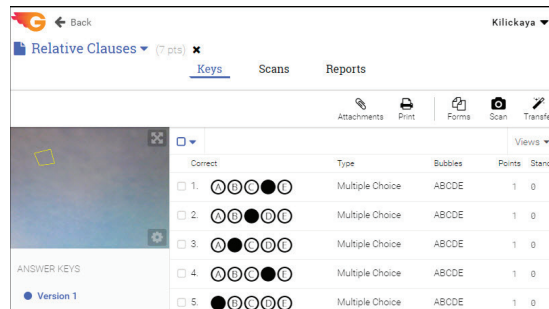 Back
Kilickaya
Relative Clauses (7 pts) ×
Keys Scans Reports
Attachments Print Forms Scan Transfe
Views
Correct Type Bubbles Points Stand
1. A B C E Multiple Choice ABCDE 1 0
2. A B D E Multiple Choice ABCDE 1 0
3. A C D E Multiple Choice ABCDE 1 0
ANSWER KEYS
4. A B C E Multiple Choice ABCDE 1 0
Version 1
5. B C D E Multiple Choice ABCDE 1 0